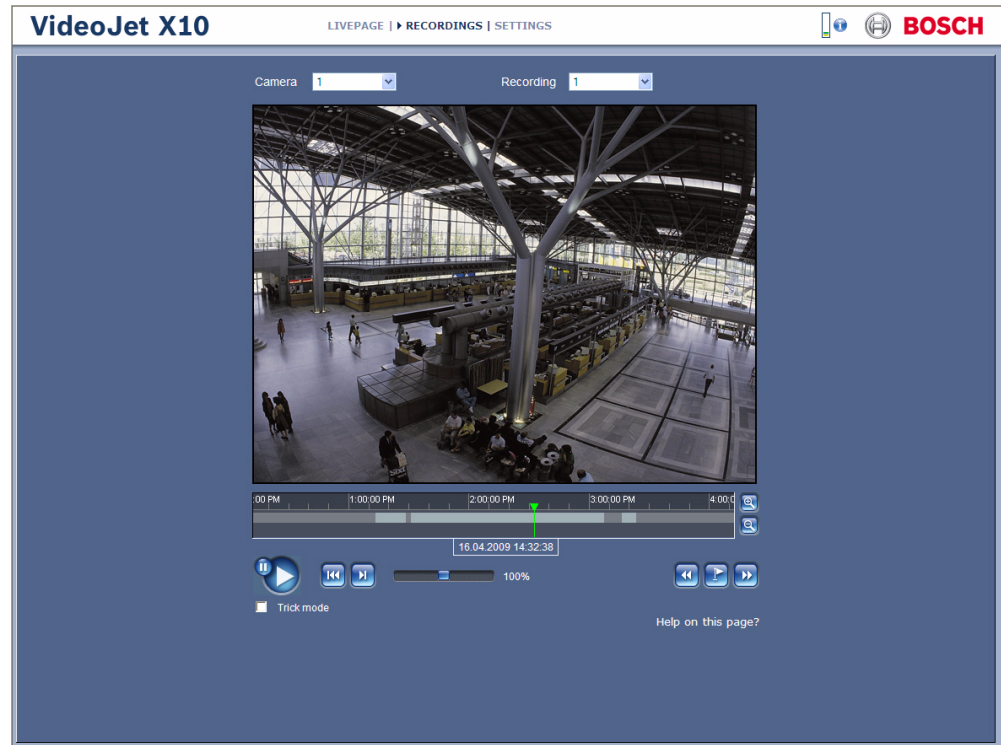 VideoJet X10
LIVEPAGE | RECORDINGS | SETTINGS
BOSCH
Camera 1
Recording 1
:00 PM 1:00:00 PM 2:00:00 PM 3:00:00 PM 4:00:0
16.04.2009 14:32:38
100%
Trick mode
Help on this page?